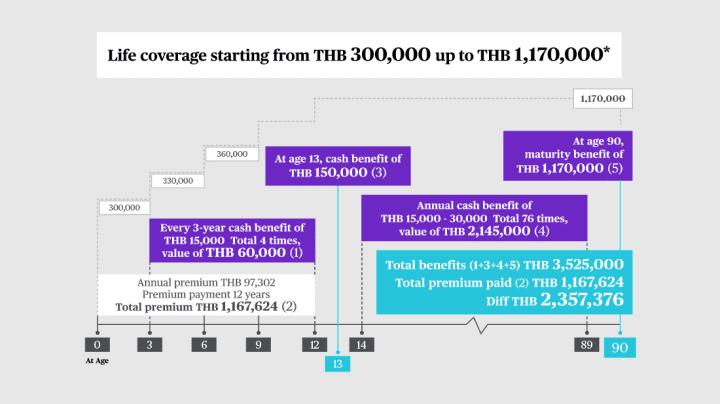 Life coverage starting from THB 300,000 up to THB 1,170,000*
1,170,000
360,000
330,000
300,000
At age 13, cash benefit of
THB 150,000 (3)
At age 90,
maturity benefit of
THB 1,170,000 (5)
Every 3-year cash benefit of
THB 15,000 Total 4 times,
value of THB 60,000 (1)
Annual cash benefit of
THB 15,000 - 30,000 Total 76 times,
value of THB 2,145,000 (4)
Annual premium THB 97,302
Premium payment 12 years
Total premium THB 1,167,624 (2)
Total benefits (1+3+4+5) THB 3,525,000
Total premium paid (2) THB 1,167,624
Diff THB 2,357,376
0 3 6 9 12 14 89 90
13
At Age